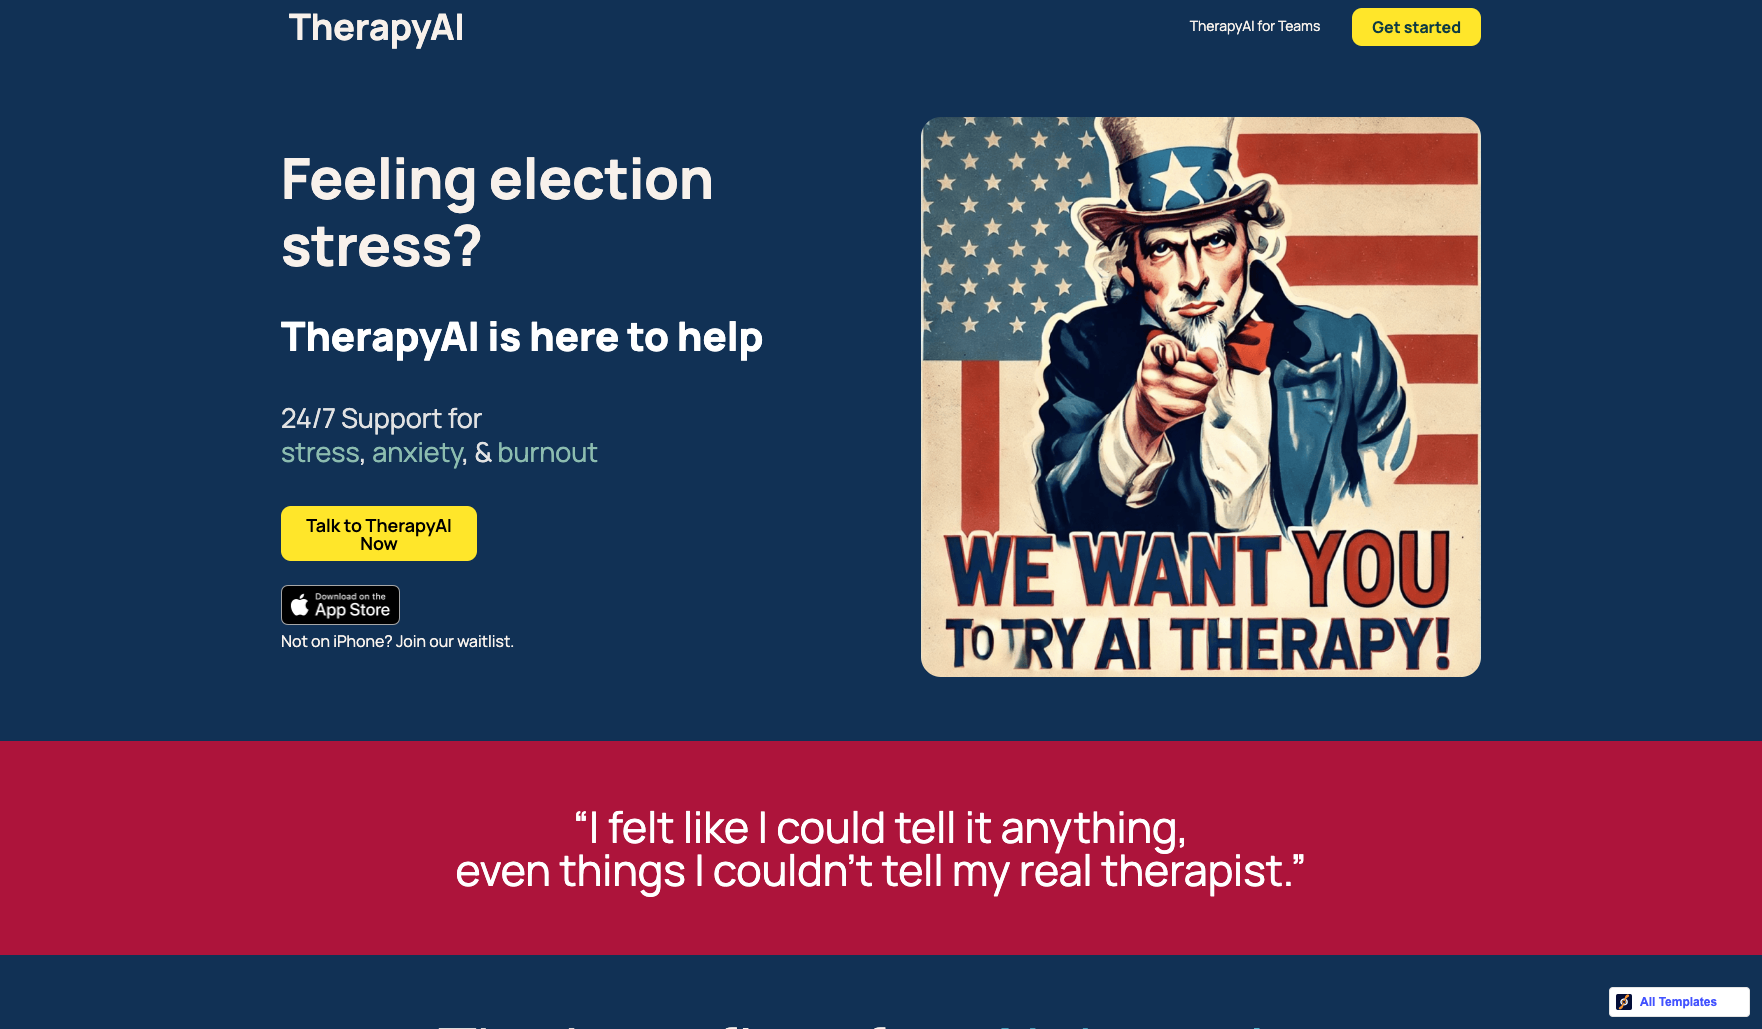 TherapyAI
TherapyAI for Teams
Get started
Feeling election
stress?
TherapyAI is here to help
24/7 Support for
stress, anxiety, & burnout
Talk to TherapyAI
Now
Download on the
App Store
Not on iPhone? Join our waitlist.
WE WANT YOU
TO TRY AI THERAPY!
“I felt like I could tell it anything,
even things I couldn’t tell my real therapist.”
All Templates